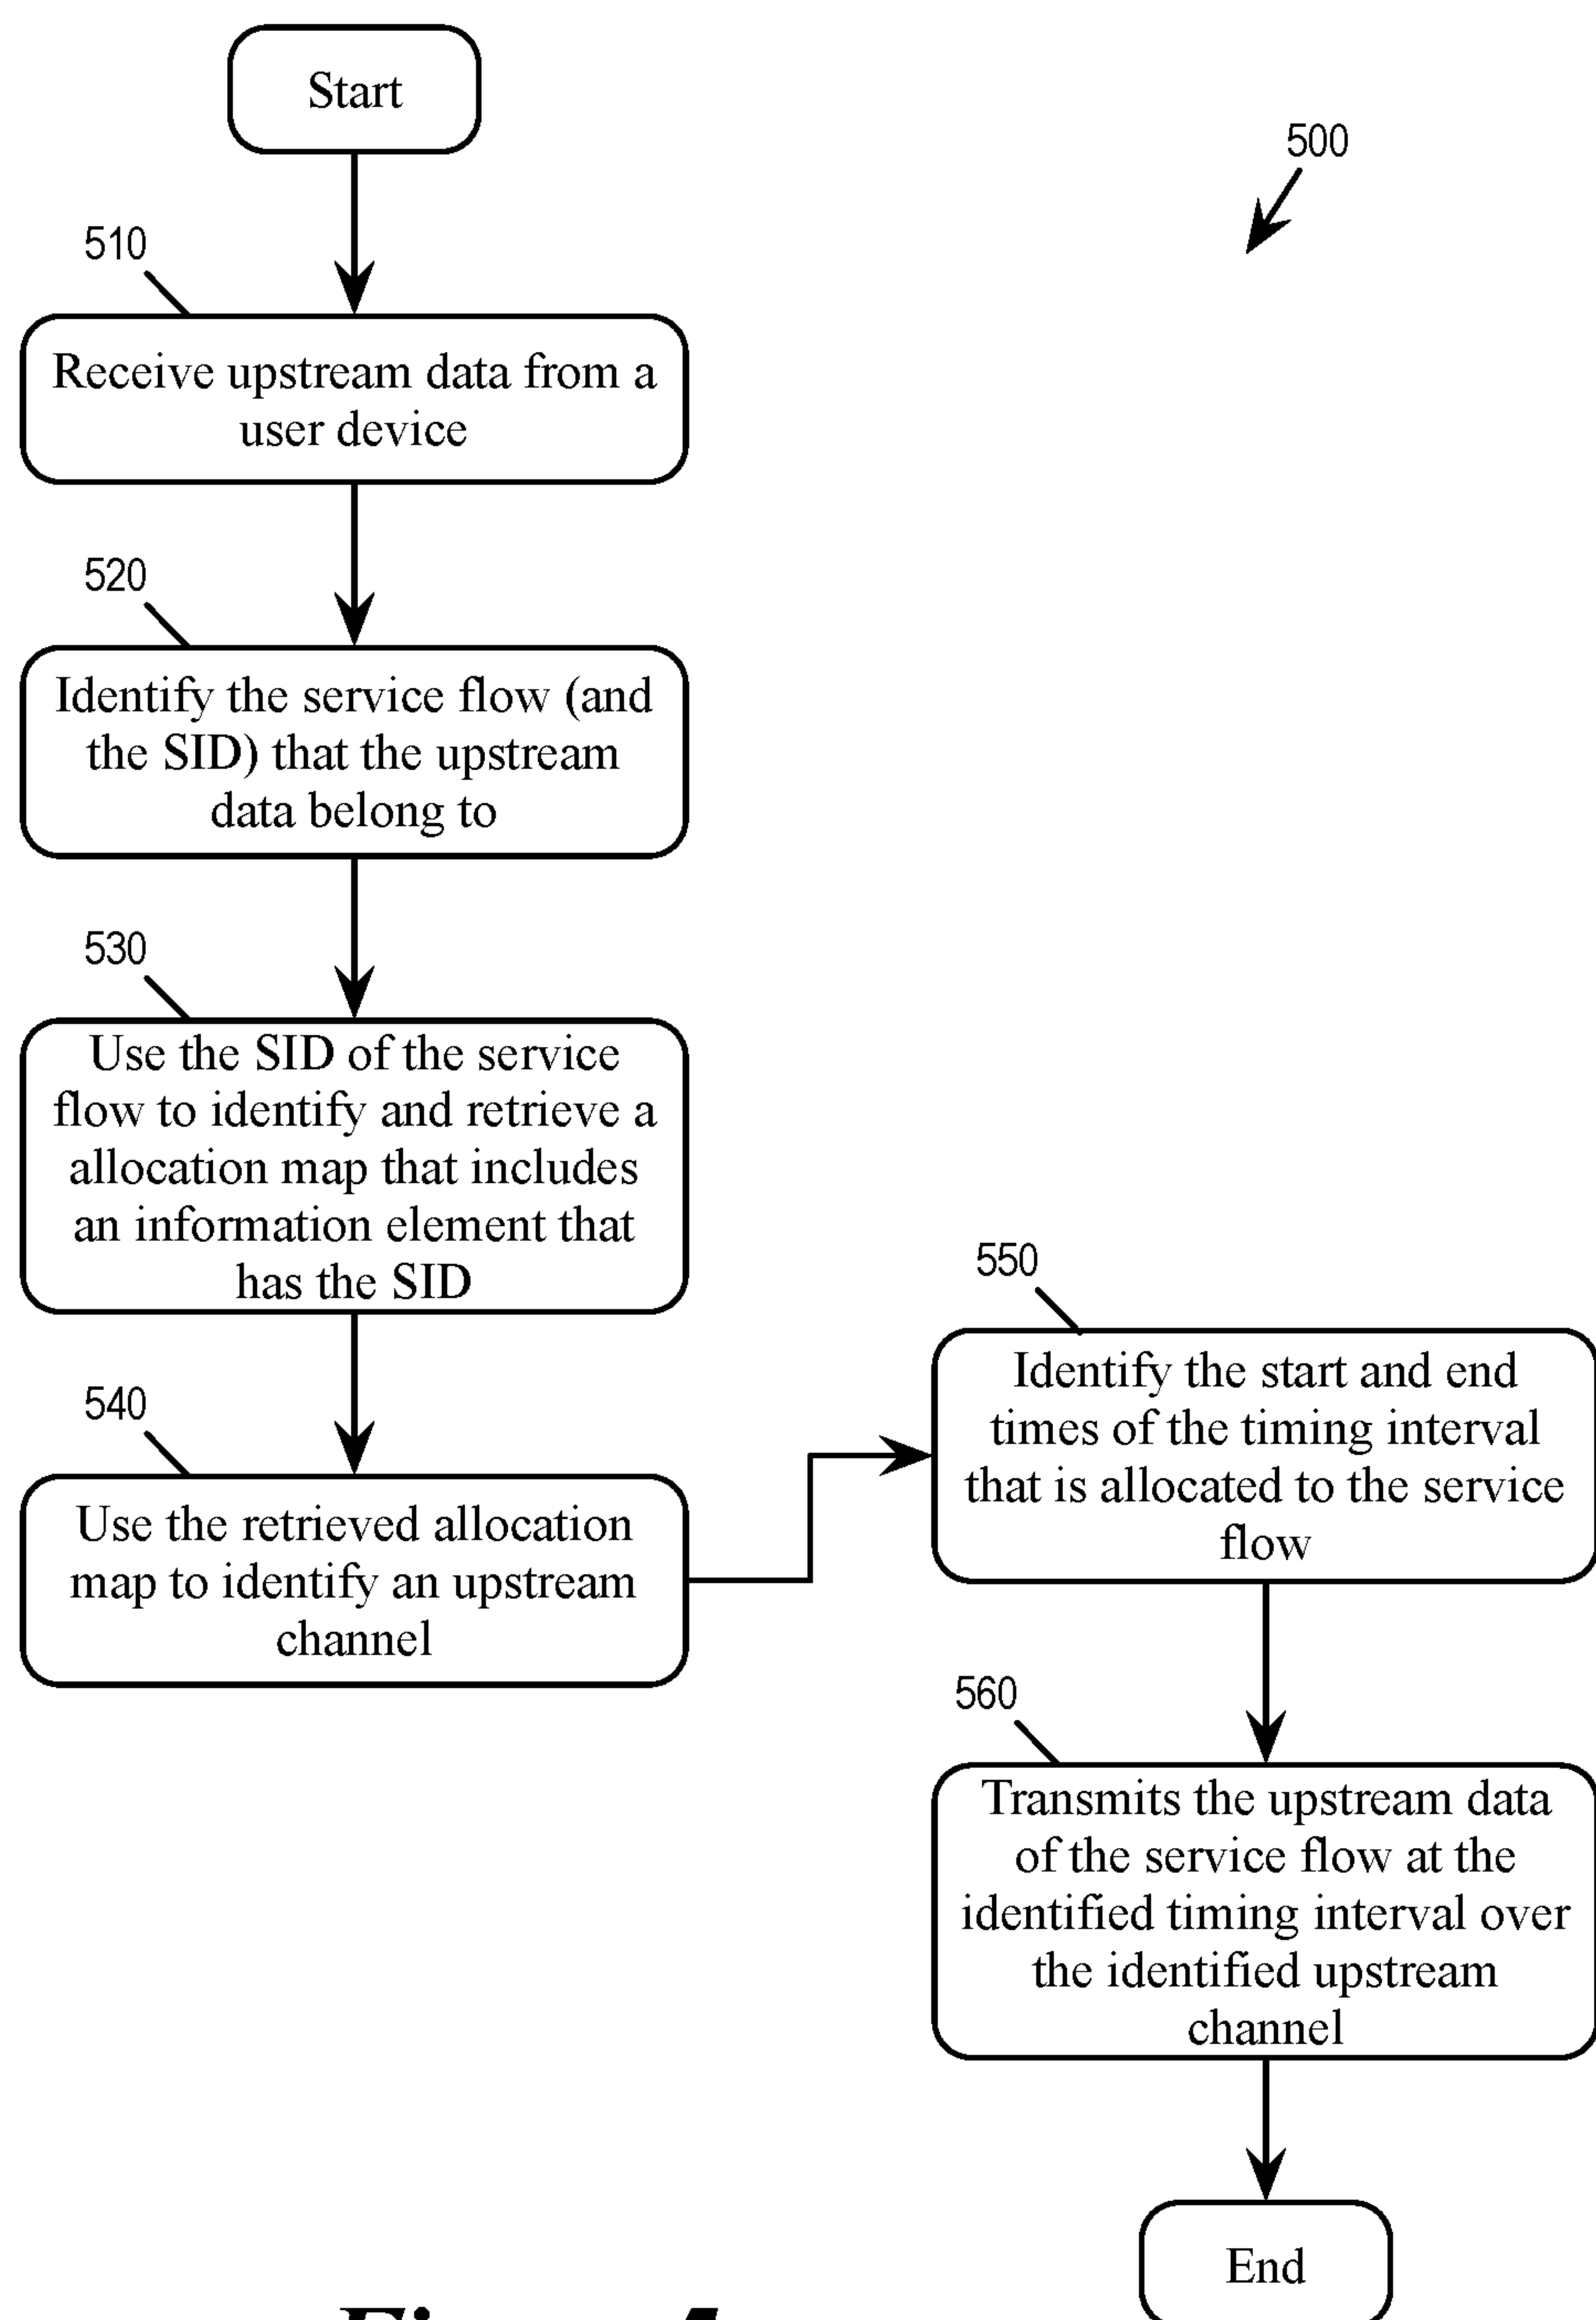 Start
500
510
Receive upstream data from a
user device
520
Identify the service flow (and
the SID) that the upstream
data belong to
530
Use the SID of the service
flow to identify and retrieve a
allocation map that includes
an information element that
has the SID
540
Use the retrieved allocation
map to identify an upstream
channel
550
Identify the start and end
times of the timing interval
that is allocated to the service
flow
560
Transmits the upstream data
of the service flow at the
identified timing interval over
the identified upstream
channel
End